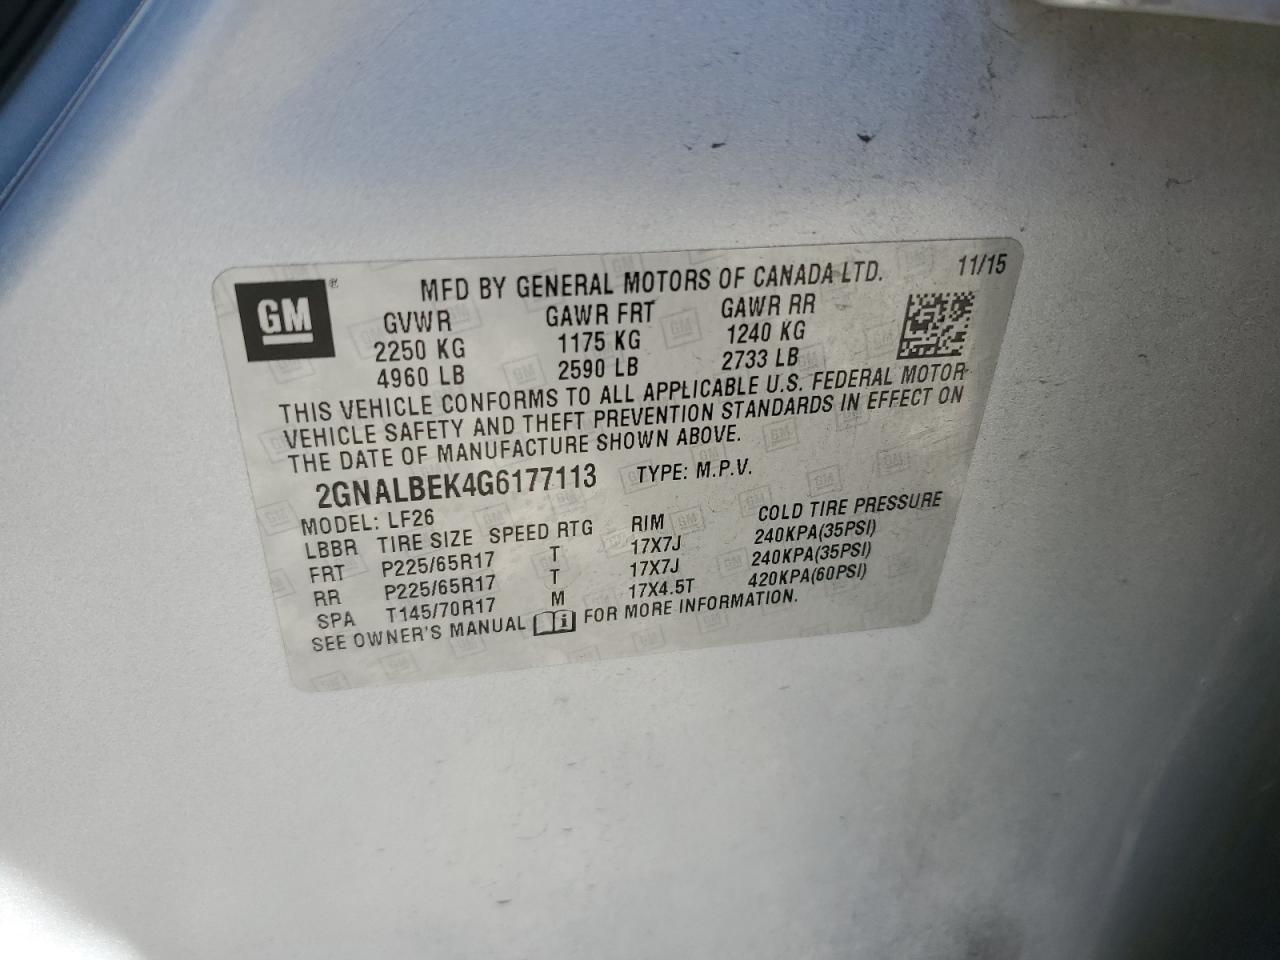 GM ® MFD BY GENERAL MOTORS OF CANADA LTD. 11/15
GVWR GAWR FRT GAWR RR
2250 KG 1175 KG 1240 KG
4960 LB 2590 LB 2733 LB
THIS VEHICLE CONFORMS TO ALL APPLICABLE U.S. FEDERAL MOTOR
VEHICLE SAFETY AND THEFT PREVENTION STANDARDS IN EFFECT ON
THE DATE OF MANUFACTURE SHOWN ABOVE.
2GNALBEK4G6177113 TYPE: M.P.V.
MODEL: LF26
LBBR TIRE SIZE SPEED RTG RIM COLD TIRE PRESSURE
FRT P225/65R17 T 17X7J 240KPA(35PSI)
RR P225/65R17 T 17X7J 240KPA(35PSI)
SPA T145/70R17 M 17X4.5T 420KPA(60PSI)
SEE OWNER'S MANUAL i FOR MORE INFORMATION.